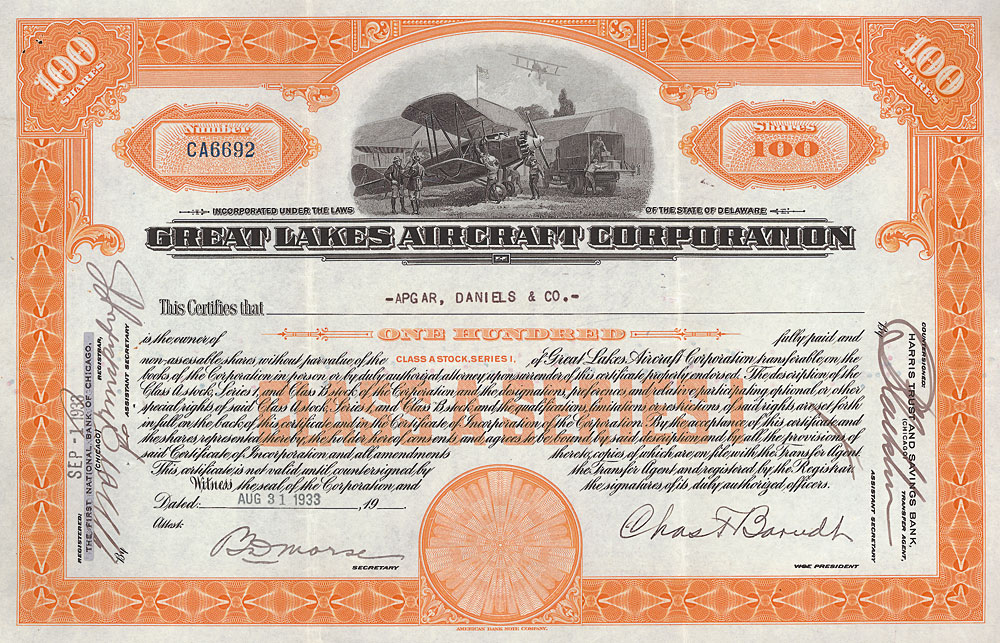 100
SHARES
100
SHARES
Number
CA6692
Shares
100
INCORPORATED UNDER THE LAWS OF THE STATE OF DELAWARE
GREAT LAKES AIRCRAFT CORPORATION
This Certifies that -APGAR, DANIELS & CO.-
is the owner of ONE HUNDRED fully paid and
non-assessable shares without par value of the CLASS A STOCK, SERIES 1, of Great Lakes Aircraft Corporation transferable on the
books of the Corporation in person or by duly authorized attorney upon surrender of this certificate properly endorsed. The description of the
Class A stock, Series 1, and Class B stock of the Corporation and the designations, preferences, and relative, participating, optional, or other
special rights of said Class A stock, Series 1, and Class B stock and the qualifications, limitations or restrictions of said rights, are set forth
in full, on the back of this certificate and in the Certificate of Incorporation of the Corporation. By the acceptance of this certificate and
the shares represented thereby, the holder hereof consents and agrees to be bound by said description and by all the provisions of
said Certificate of Incorporation and all amendments thereto, copies of which are on file with the Transfer Agent
This certificate is not valid until countersigned by the Transfer Agent and registered by the Registrar.
Witness, the seal of the Corporation, and the signatures of its duly authorized officers.
Dated: AUG 31 1933, 19
Attest:
B D Morse
SECRETARY
Chas F Barndt
VICE PRESIDENT
REGISTERED:
SEP - 1 1933
THE FIRST NATIONAL BANK OF CHICAGO,
(CHICAGO) REGISTRAR,
By
ASSISTANT SECRETARY
COUNTERSIGNED:
HARRIS TRUST AND SAVINGS BANK,
(CHICAGO) TRANSFER AGENT,
By
ASSISTANT SECRETARY
A
A
AMERICAN BANK NOTE COMPANY.